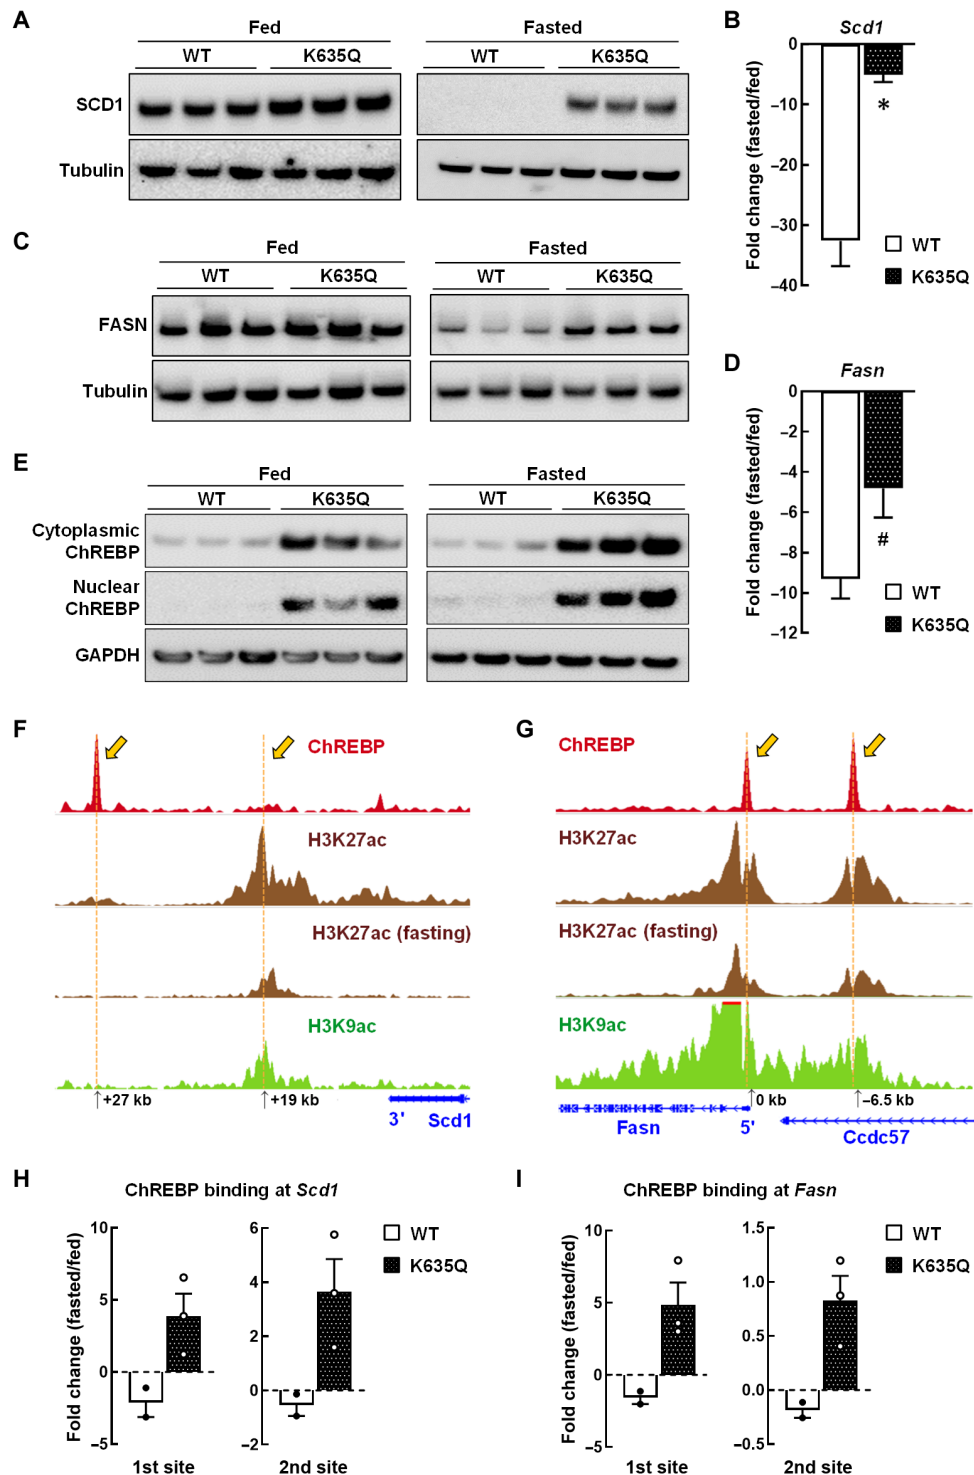 A
Fed
Fasted
WT
K635Q
WT
K635Q
SCD1
Tubulin
B
Scd1
Fold change (fasted/fed)
0
−10
−20
−30
−40
*
WT
K635Q
C
Fed
Fasted
WT
K635Q
WT
K635Q
FASN
Tubulin
D
Fasn
Fold change (fasted/fed)
0
−2
−4
−6
−8
−10
−12
#
WT
K635Q
E
Fed
Fasted
WT
K635Q
WT
K635Q
Cytoplasmic
ChREBP
Nuclear
ChREBP
GAPDH
F
ChREBP
H3K27ac
H3K27ac (fasting)
H3K9ac
+27 kb
+19 kb
3'
Scd1
G
ChREBP
H3K27ac
H3K27ac (fasting)
H3K9ac
0 kb
−6.5 kb
Fasn
5'
Ccdc57
H
ChREBP binding at Scd1
Fold change (fasted/fed)
10
5
0
−5
1st site
6
4
2
0
−2
2nd site
WT
K635Q
I
ChREBP binding at Fasn
Fold change (fasted/fed)
10
5
0
−5
1st site
1.5
1.0
0.5
0.0
−0.5
2nd site
WT
K635Q